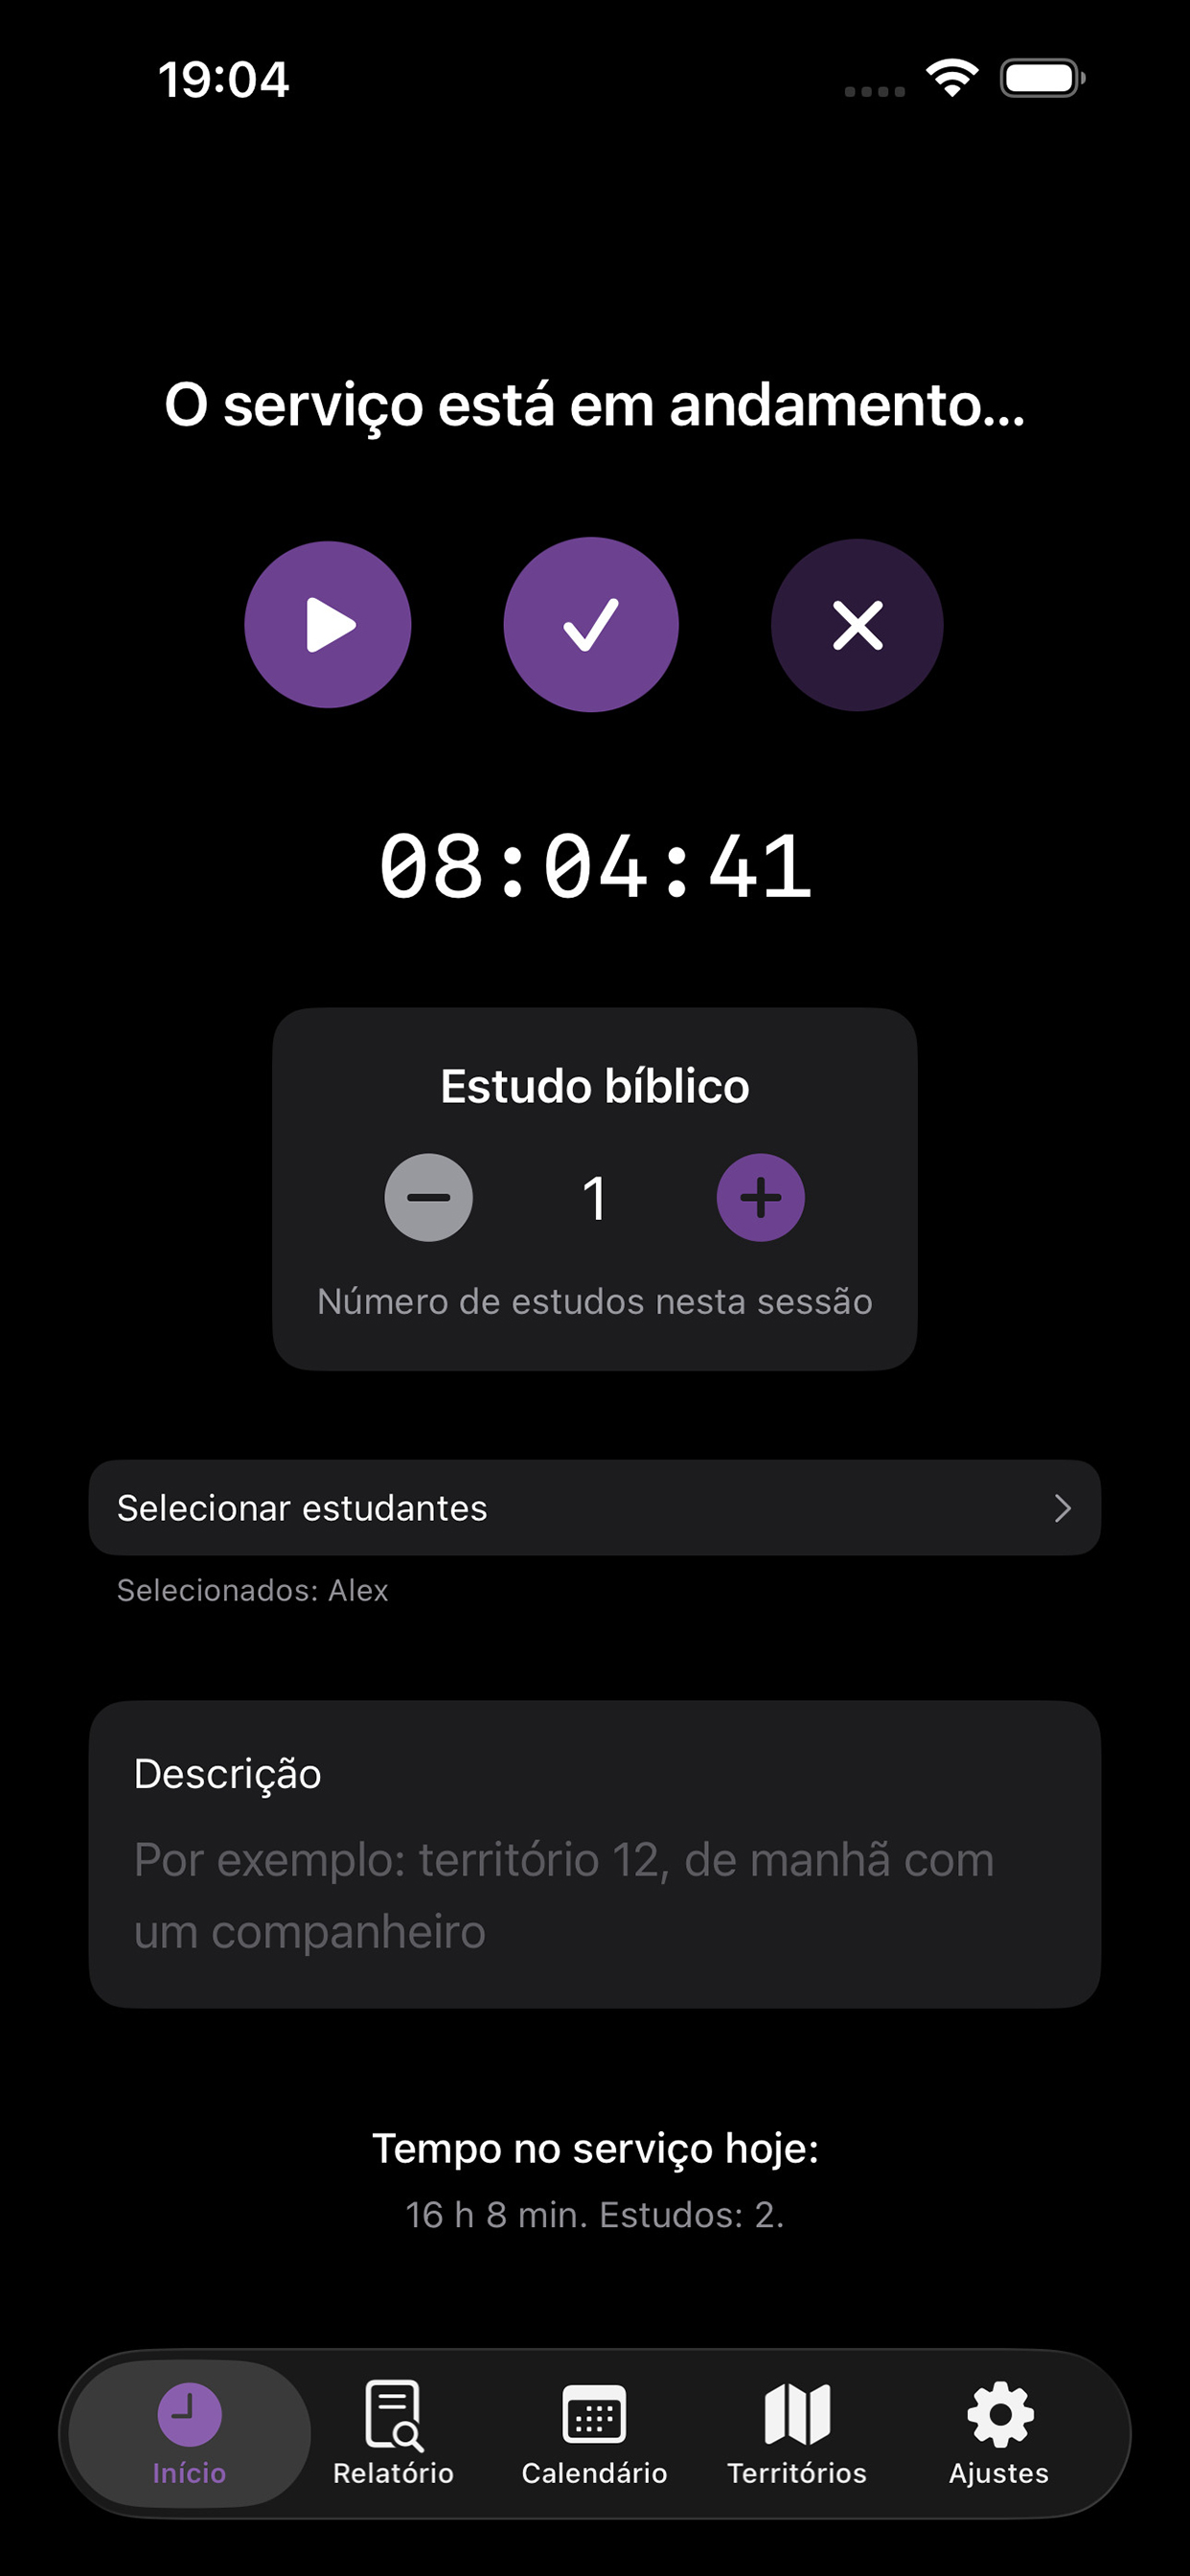 19:04
O serviço está em andamento...
08:04:41
Estudo bíblico
1
Número de estudos nesta sessão
Selecionar estudantes
Selecionados: Alex
Descrição
Por exemplo: território 12, de manhã com
um companheiro
Tempo no serviço hoje:
16 h 8 min. Estudos: 2.
Início
Relatório
Calendário
Territórios
Ajustes